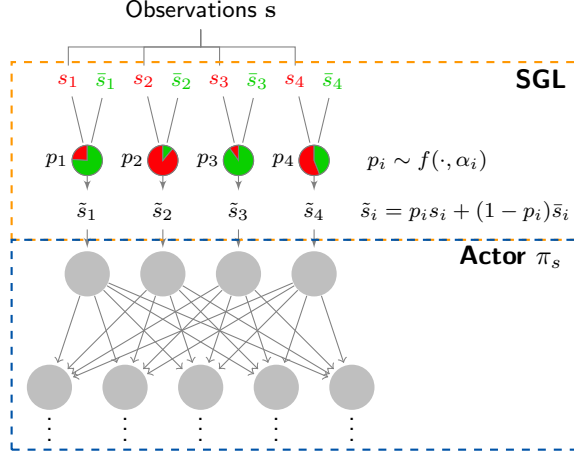 Observations s
s₁ s̄₁ s₂ s̄₂ s₃ s̄₃ s₄ s̄₄ SGL
p₁ p₂ p₃ p₄ pᵢ ∼ f(·, αᵢ)
s̃₁ s̃₂ s̃₃ s̃₄ s̃ᵢ = pᵢsᵢ + (1 − pᵢ)s̄ᵢ
Actor πₛ